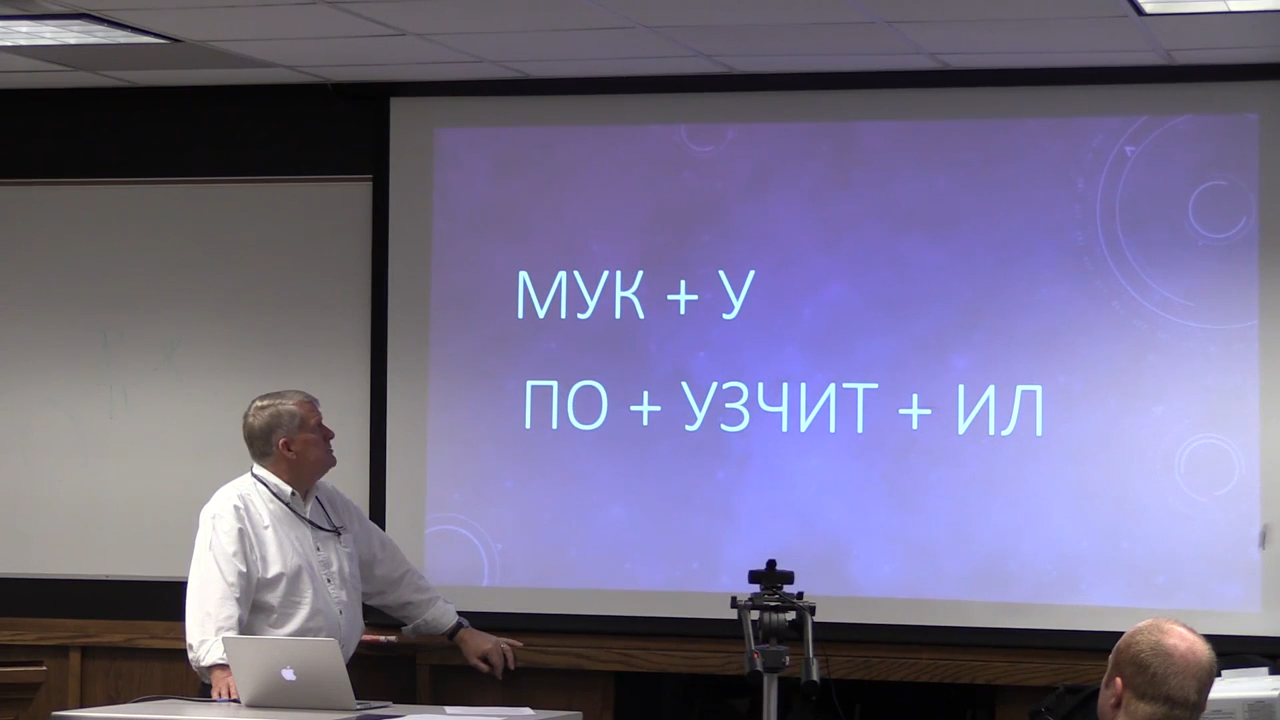 МУК + У
ПО + УЗЧИТ + ИЛ